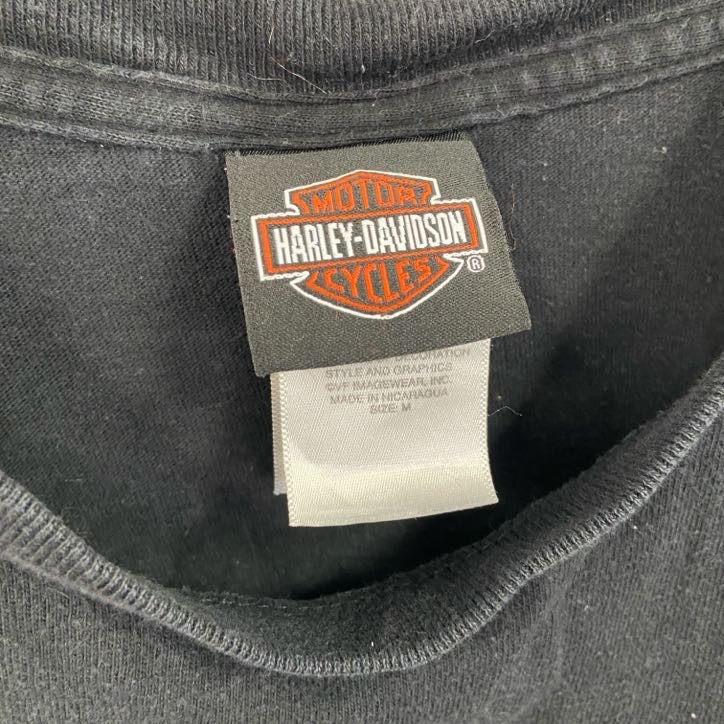 MOTOR
HARLEY-DAVIDSON
CYCLES
®
STYLE AND GRAPHICS
©VF IMAGEWEAR, INC.
MADE IN NICARAGUA
SIZE: M